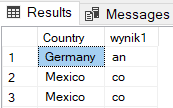 Results Messages
Country wynik1
1 Germany an
2 Mexico co
3 Mexico co